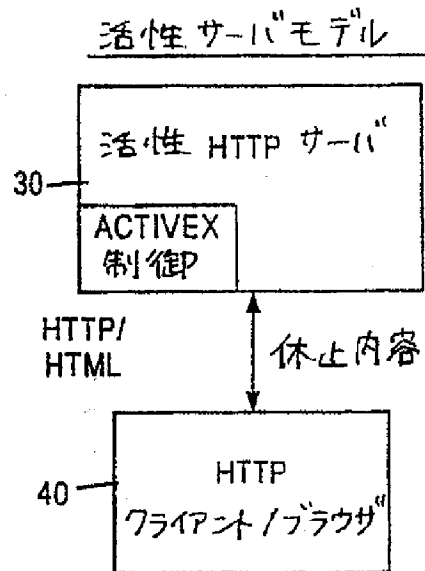 活性サーバモデル
活性 HTTP サーバ
30
ACTIVEX
制御
HTTP/
HTML
休止内容
HTTP
40
クライアント/ブラウザ